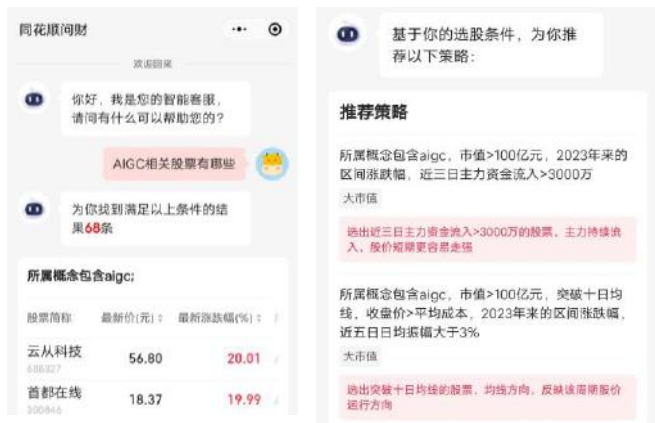 同花顺问财
欢迎回来
你好，我是您的智能客服，
请问有什么可以帮助您的？
AIGC相关股票有哪些
为你找到满足以上条件的结
果68条
所属概念包含aigc;
股票简称 最新价(元) 最新涨跌幅(%)
云从科技 56.80 20.01
688327
首都在线 18.37 19.99
300846
基于你的选股条件，为你推
荐以下策略：
推荐策略
所属概念包含aigc，市值>100亿元，2023年来的
区间涨跌幅，近三日主力资金流入>3000万
大市值
选出近三日主力资金流入>3000万的股票，主力持续流
入，股价短期更容易走强
所属概念包含aigc，市值>100亿元，突破十日均
线，收盘价>平均成本，2023年来的区间涨跌幅，
近五日日均振幅大于3%
大市值
选出突破十日均线的股票，均线方向，反映该周期股价
运行方向